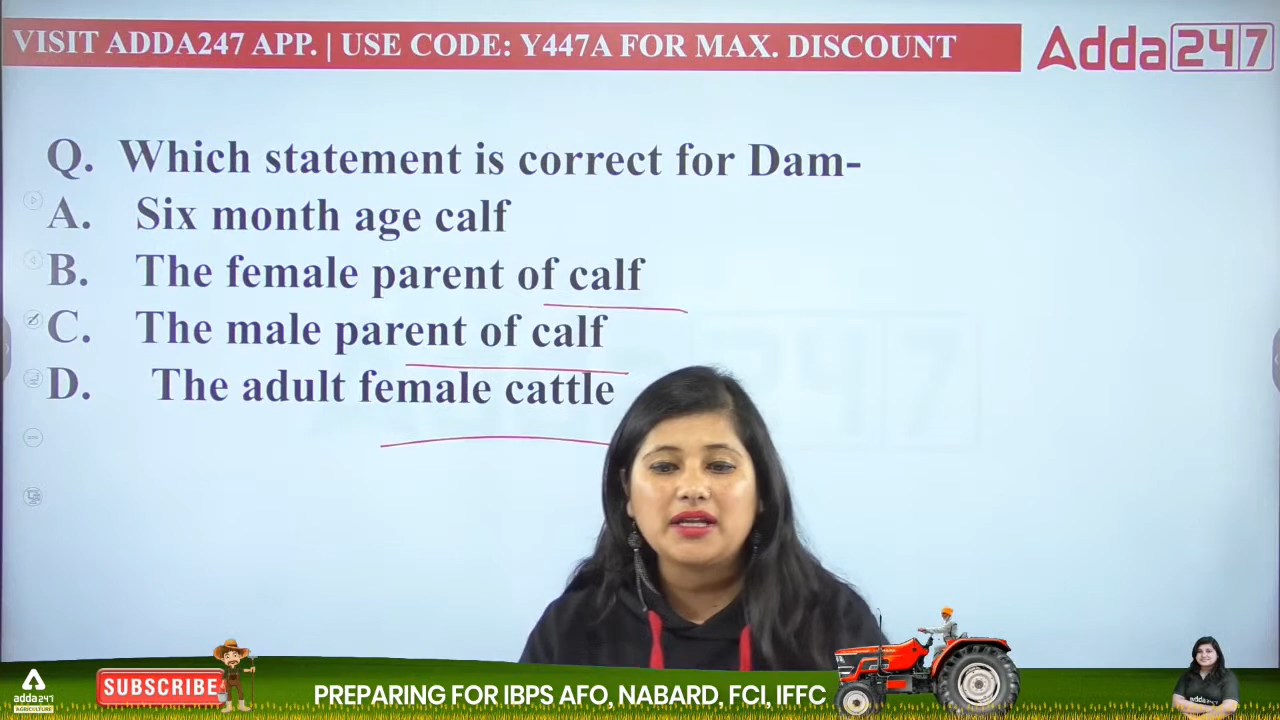 VISIT ADDA247 APP. | USE CODE: Y447A FOR MAX. DISCOUNT
Adda247
Q. Which statement is correct for Dam-
A. Six month age calf
B. The female parent of calf
C. The male parent of calf
D. The adult female cattle
adda247
AGRICULTURE
SUBSCRIBE
PREPARING FOR IBPS AFO, NABARD, FCI, IFFC